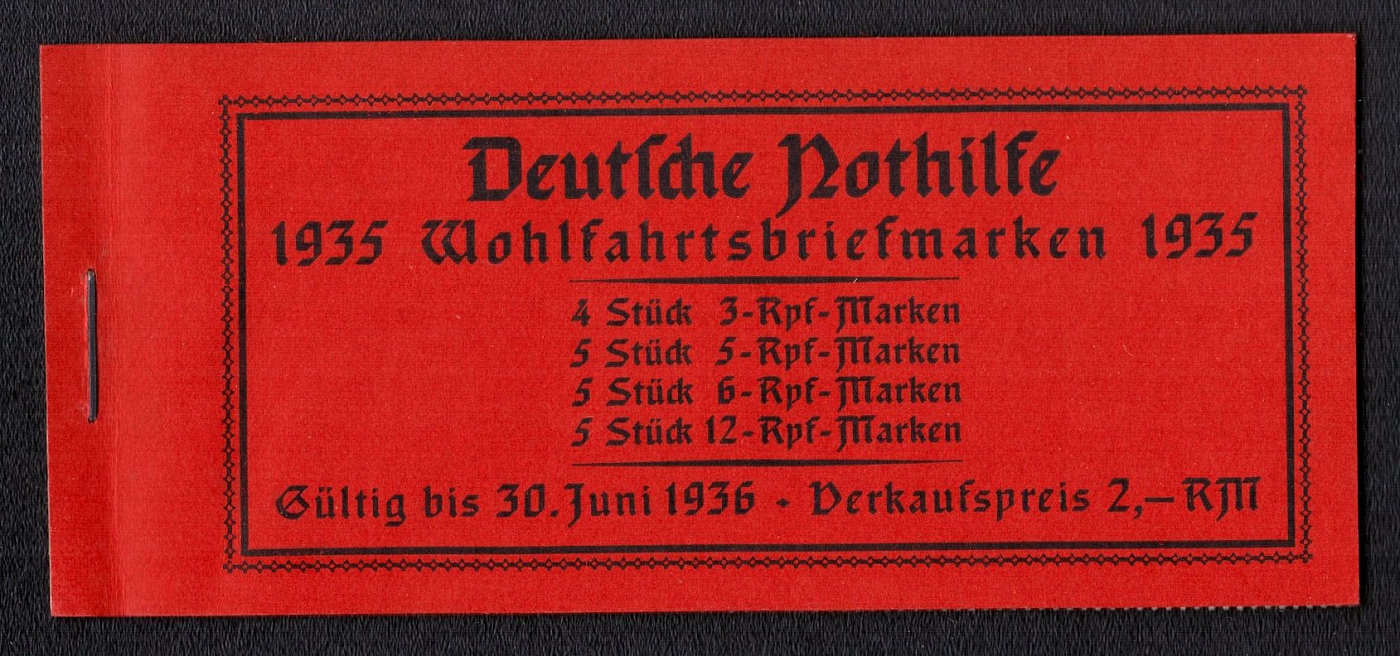 Deutſche Nothilfe
1935 Wohlfahrtsbriefmarken 1935
4 Stück 3-Rpf-Marken
5 Stück 5-Rpf-Marken
5 Stück 6-Rpf-Marken
5 Stück 12-Rpf-Marken
Gültig bis 30. Juni 1936 · Verkaufspreis 2,— RM